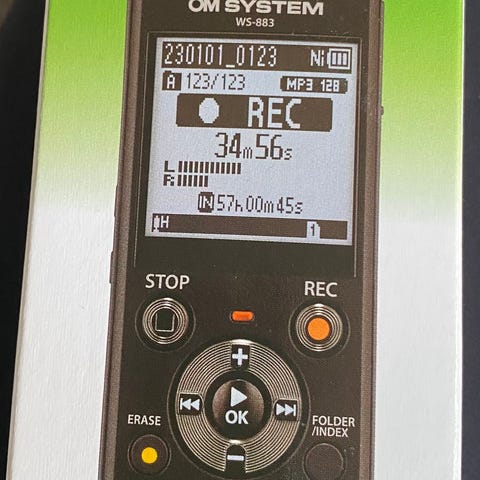 OM SYSTEM
WS-883
230101_0123 Ni
A 123/123 MP3 128
REC
34m56s
L
R
IN 57h00m45s
H 1
STOP REC
+
OK
ERASE FOLDER
/INDEX
−